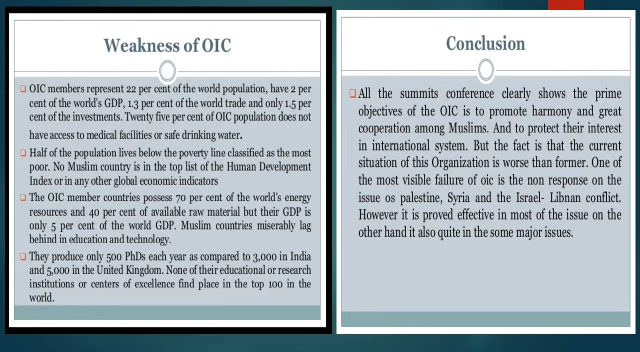 Weakness of OIC
OIC members represent 22 per cent of the world population, have 2 per
cent of the world's GDP, 1.3 per cent of the world trade and only 1.5 per
cent of the investments. Twenty five per cent of OIC population does not
have access to medical facilities or safe drinking water.
Half of the population lives below the poverty line classified as the most
poor. No Muslim country is in the top list of the Human Development
Index or in any other global economic indicators
The OIC member countries possess 70 per cent of the world's energy
resources and 40 per cent of available raw material but their GDP is
only 5 per cent of the world GDP. Muslim countries miserably lag
behind in education and technology.
They produce only 500 PhDs each year as compared to 3,000 in India
and 5,000 in the United Kingdom. None of their educational or research
institutions or centers of excellence find place in the top 100 in the
world.
Conclusion
All the summits conference clearly shows the prime
objectives of the OIC is to promote harmony and great
cooperation among Muslims. And to protect their interest
in international system. But the fact is that the current
situation of this Organization is worse than former. One of
the most visible failure of oic is the non response on the
issue os palestine, Syria and the Israel- Libnan conflict.
However it is proved effective in most of the issue on the
other hand it also quite in the some major issues.